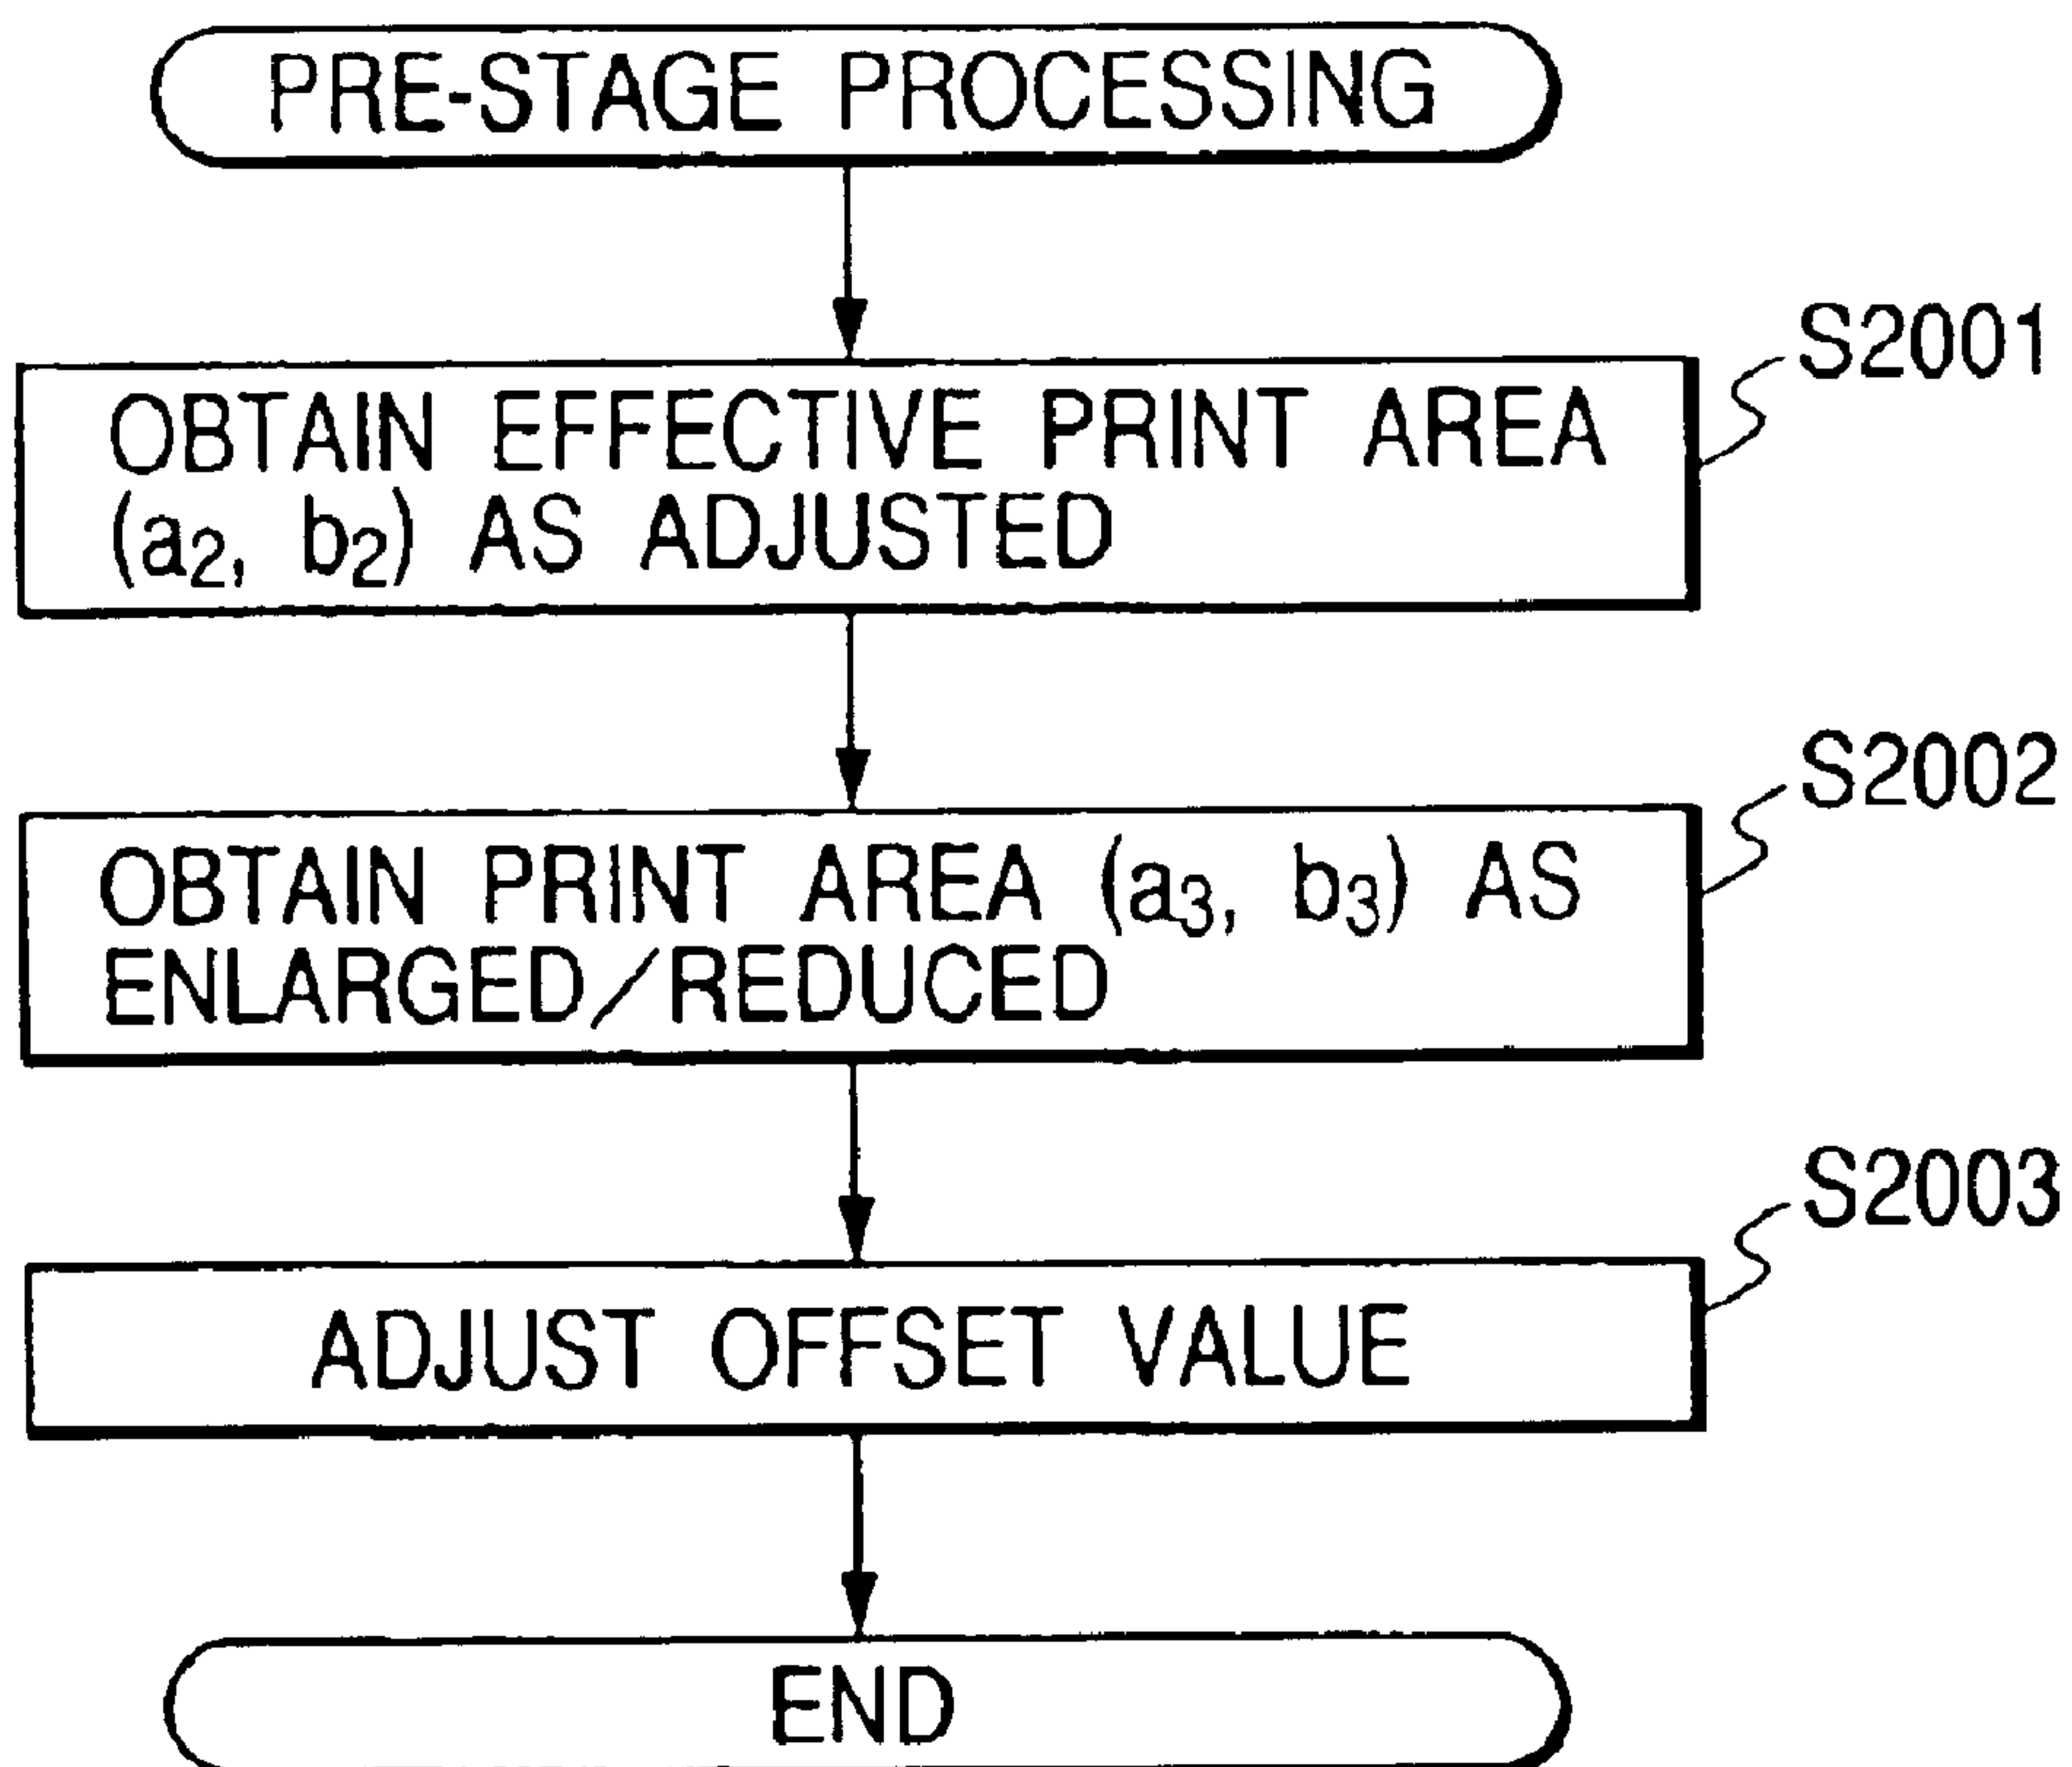 PRE-STAGE PROCESSING
S2001
OBTAIN EFFECTIVE PRINT AREA
(a2, b2) AS ADJUSTED
S2002
OBTAIN PRINT AREA (a3, b3) AS
ENLARGED/REDUCED
S2003
ADJUST OFFSET VALUE
END